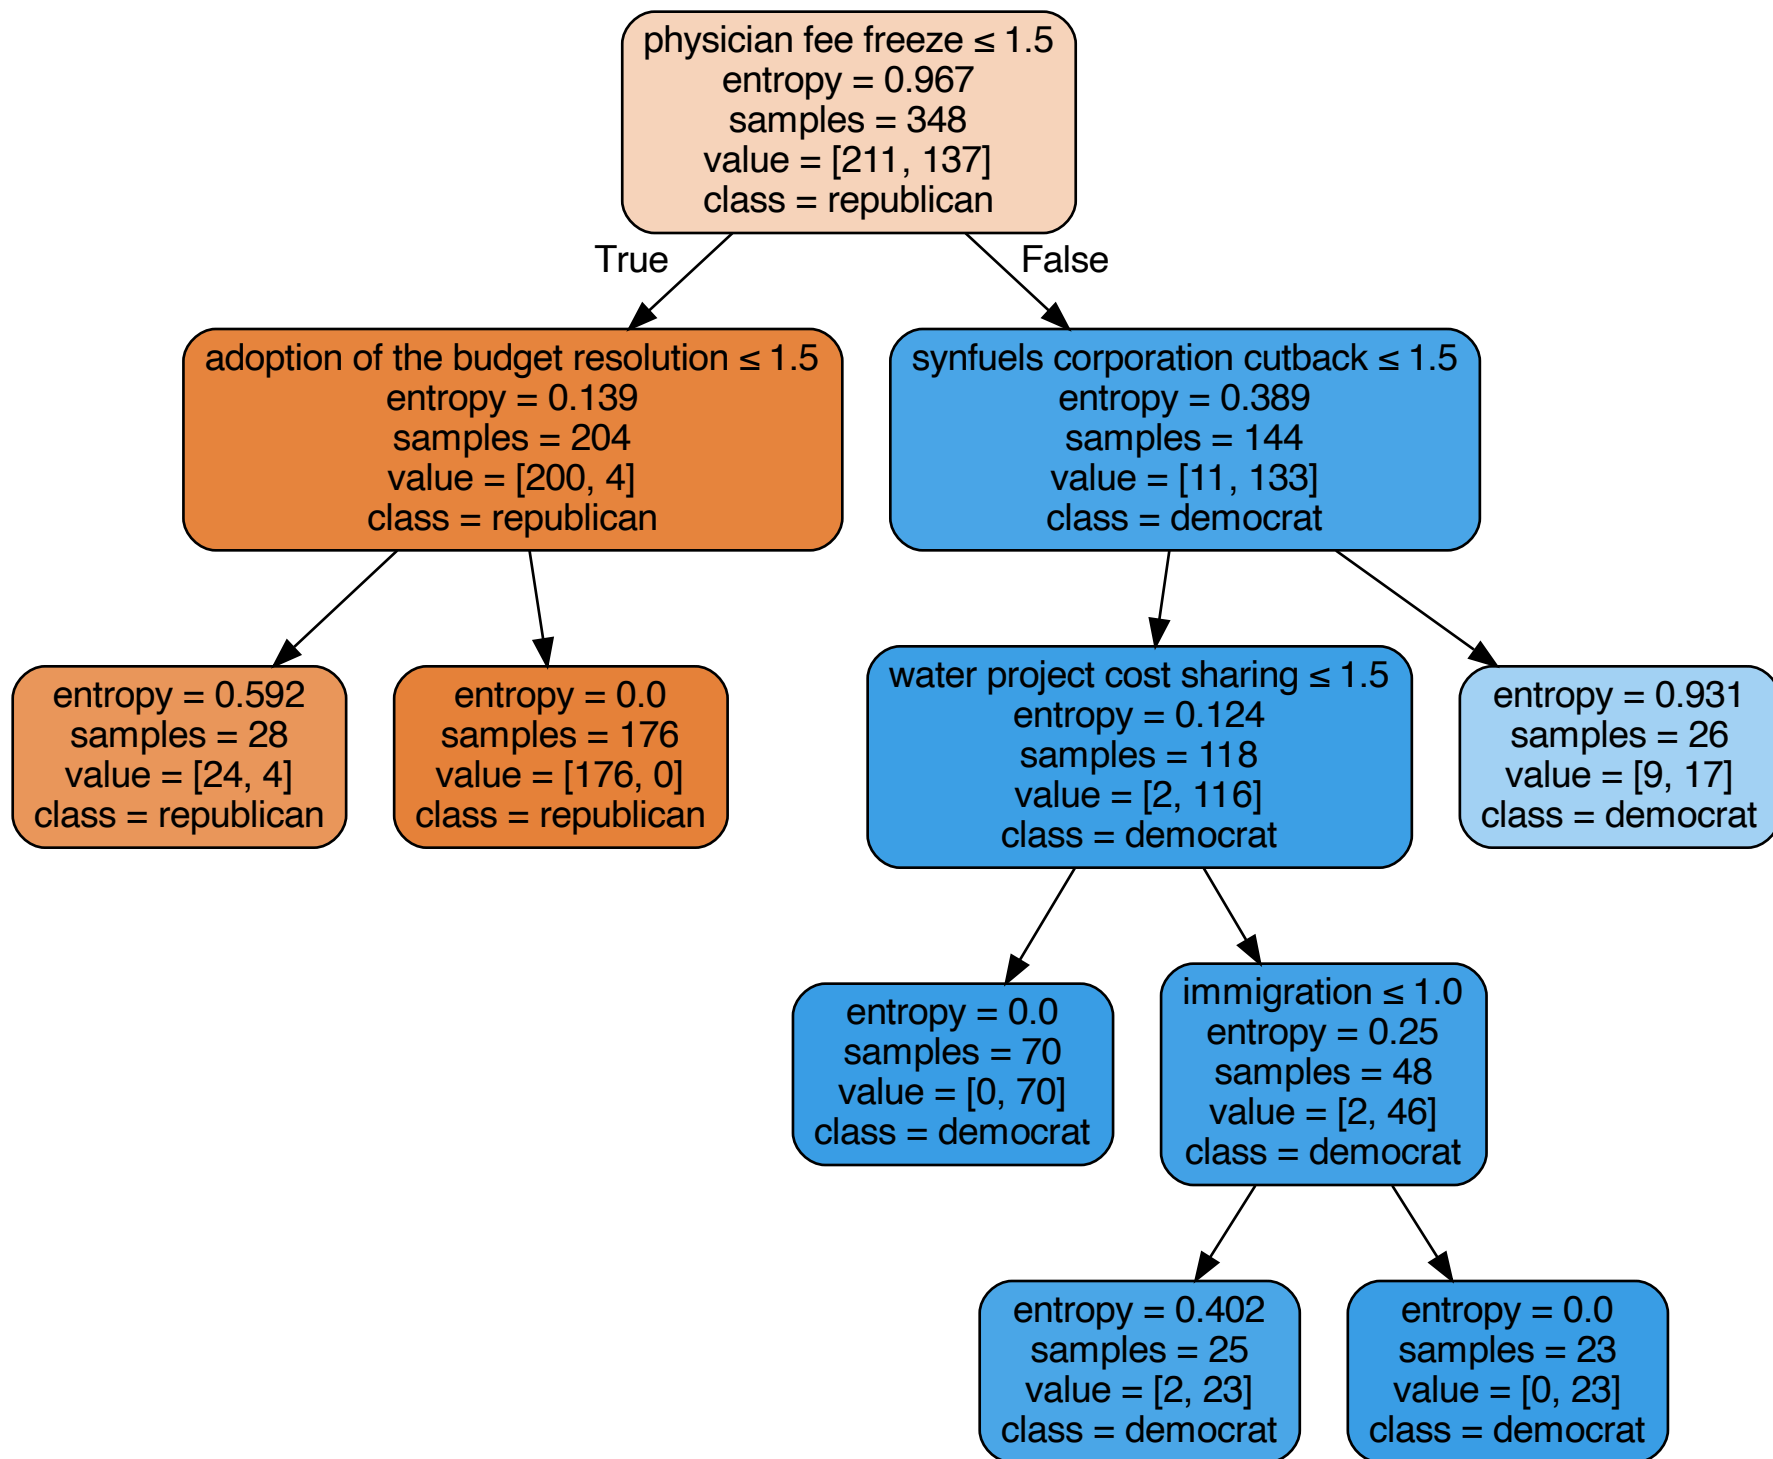 physician fee freeze ≤ 1.5
entropy = 0.967
samples = 348
value = [211, 137]
class = republican
True
False
adoption of the budget resolution ≤ 1.5
entropy = 0.139
samples = 204
value = [200, 4]
class = republican
synfuels corporation cutback ≤ 1.5
entropy = 0.389
samples = 144
value = [11, 133]
class = democrat
entropy = 0.592
samples = 28
value = [24, 4]
class = republican
entropy = 0.0
samples = 176
value = [176, 0]
class = republican
water project cost sharing ≤ 1.5
entropy = 0.124
samples = 118
value = [2, 116]
class = democrat
entropy = 0.931
samples = 26
value = [9, 17]
class = democrat
entropy = 0.0
samples = 70
value = [0, 70]
class = democrat
immigration ≤ 1.0
entropy = 0.25
samples = 48
value = [2, 46]
class = democrat
entropy = 0.402
samples = 25
value = [2, 23]
class = democrat
entropy = 0.0
samples = 23
value = [0, 23]
class = democrat